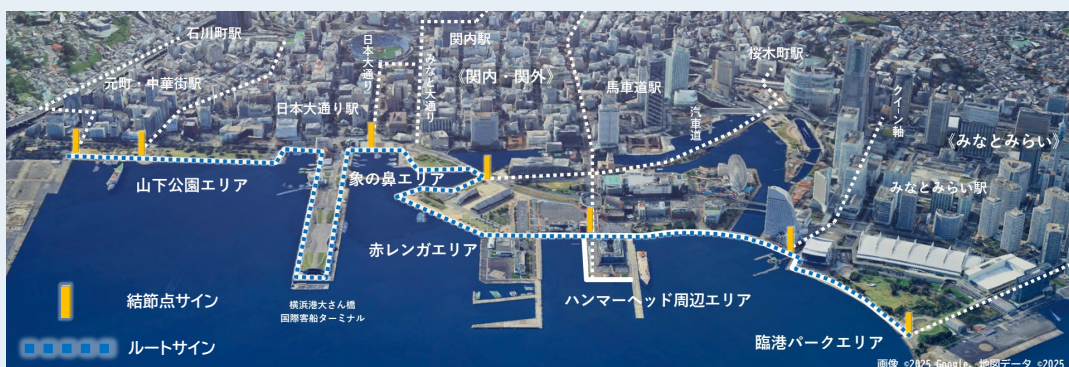 石川町駅
元町・中華街駅
日本大通り
日本大通り駅
みなと大通り
関内駅
《関内・関外》
馬車道駅
汽車道
桜木町駅
クイーン軸
《みなとみらい》
みなとみらい駅
山下公園エリア
象の鼻エリア
赤レンガエリア
ハンマーヘッド周辺エリア
臨港パークエリア
横浜港大さん橋
国際客船ターミナル
結節点サイン
ルートサイン
画像 ©2025 Google、地図データ ©2025